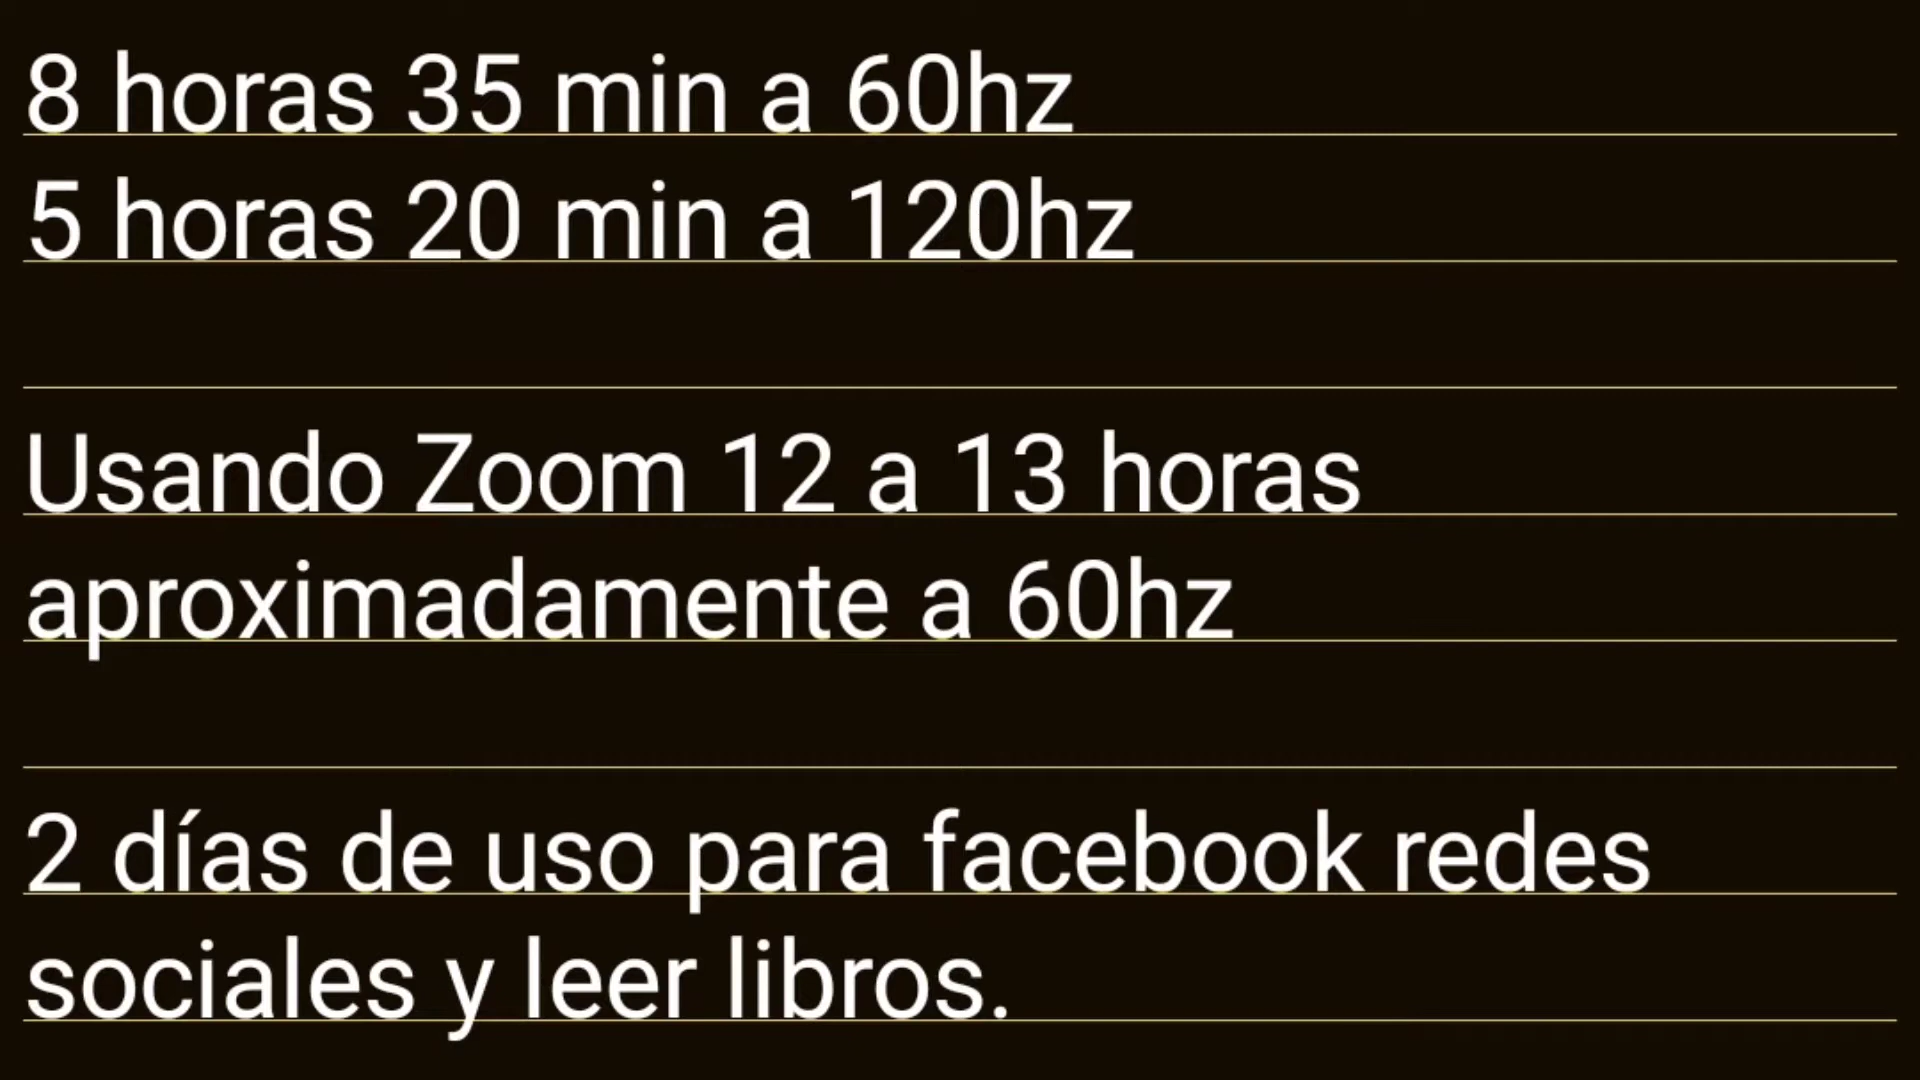 8 horas 35 min a 60hz
5 horas 20 min a 120hz
Usando Zoom 12 a 13 horas
aproximadamente a 60hz
2 días de uso para facebook redes
sociales y leer libros.